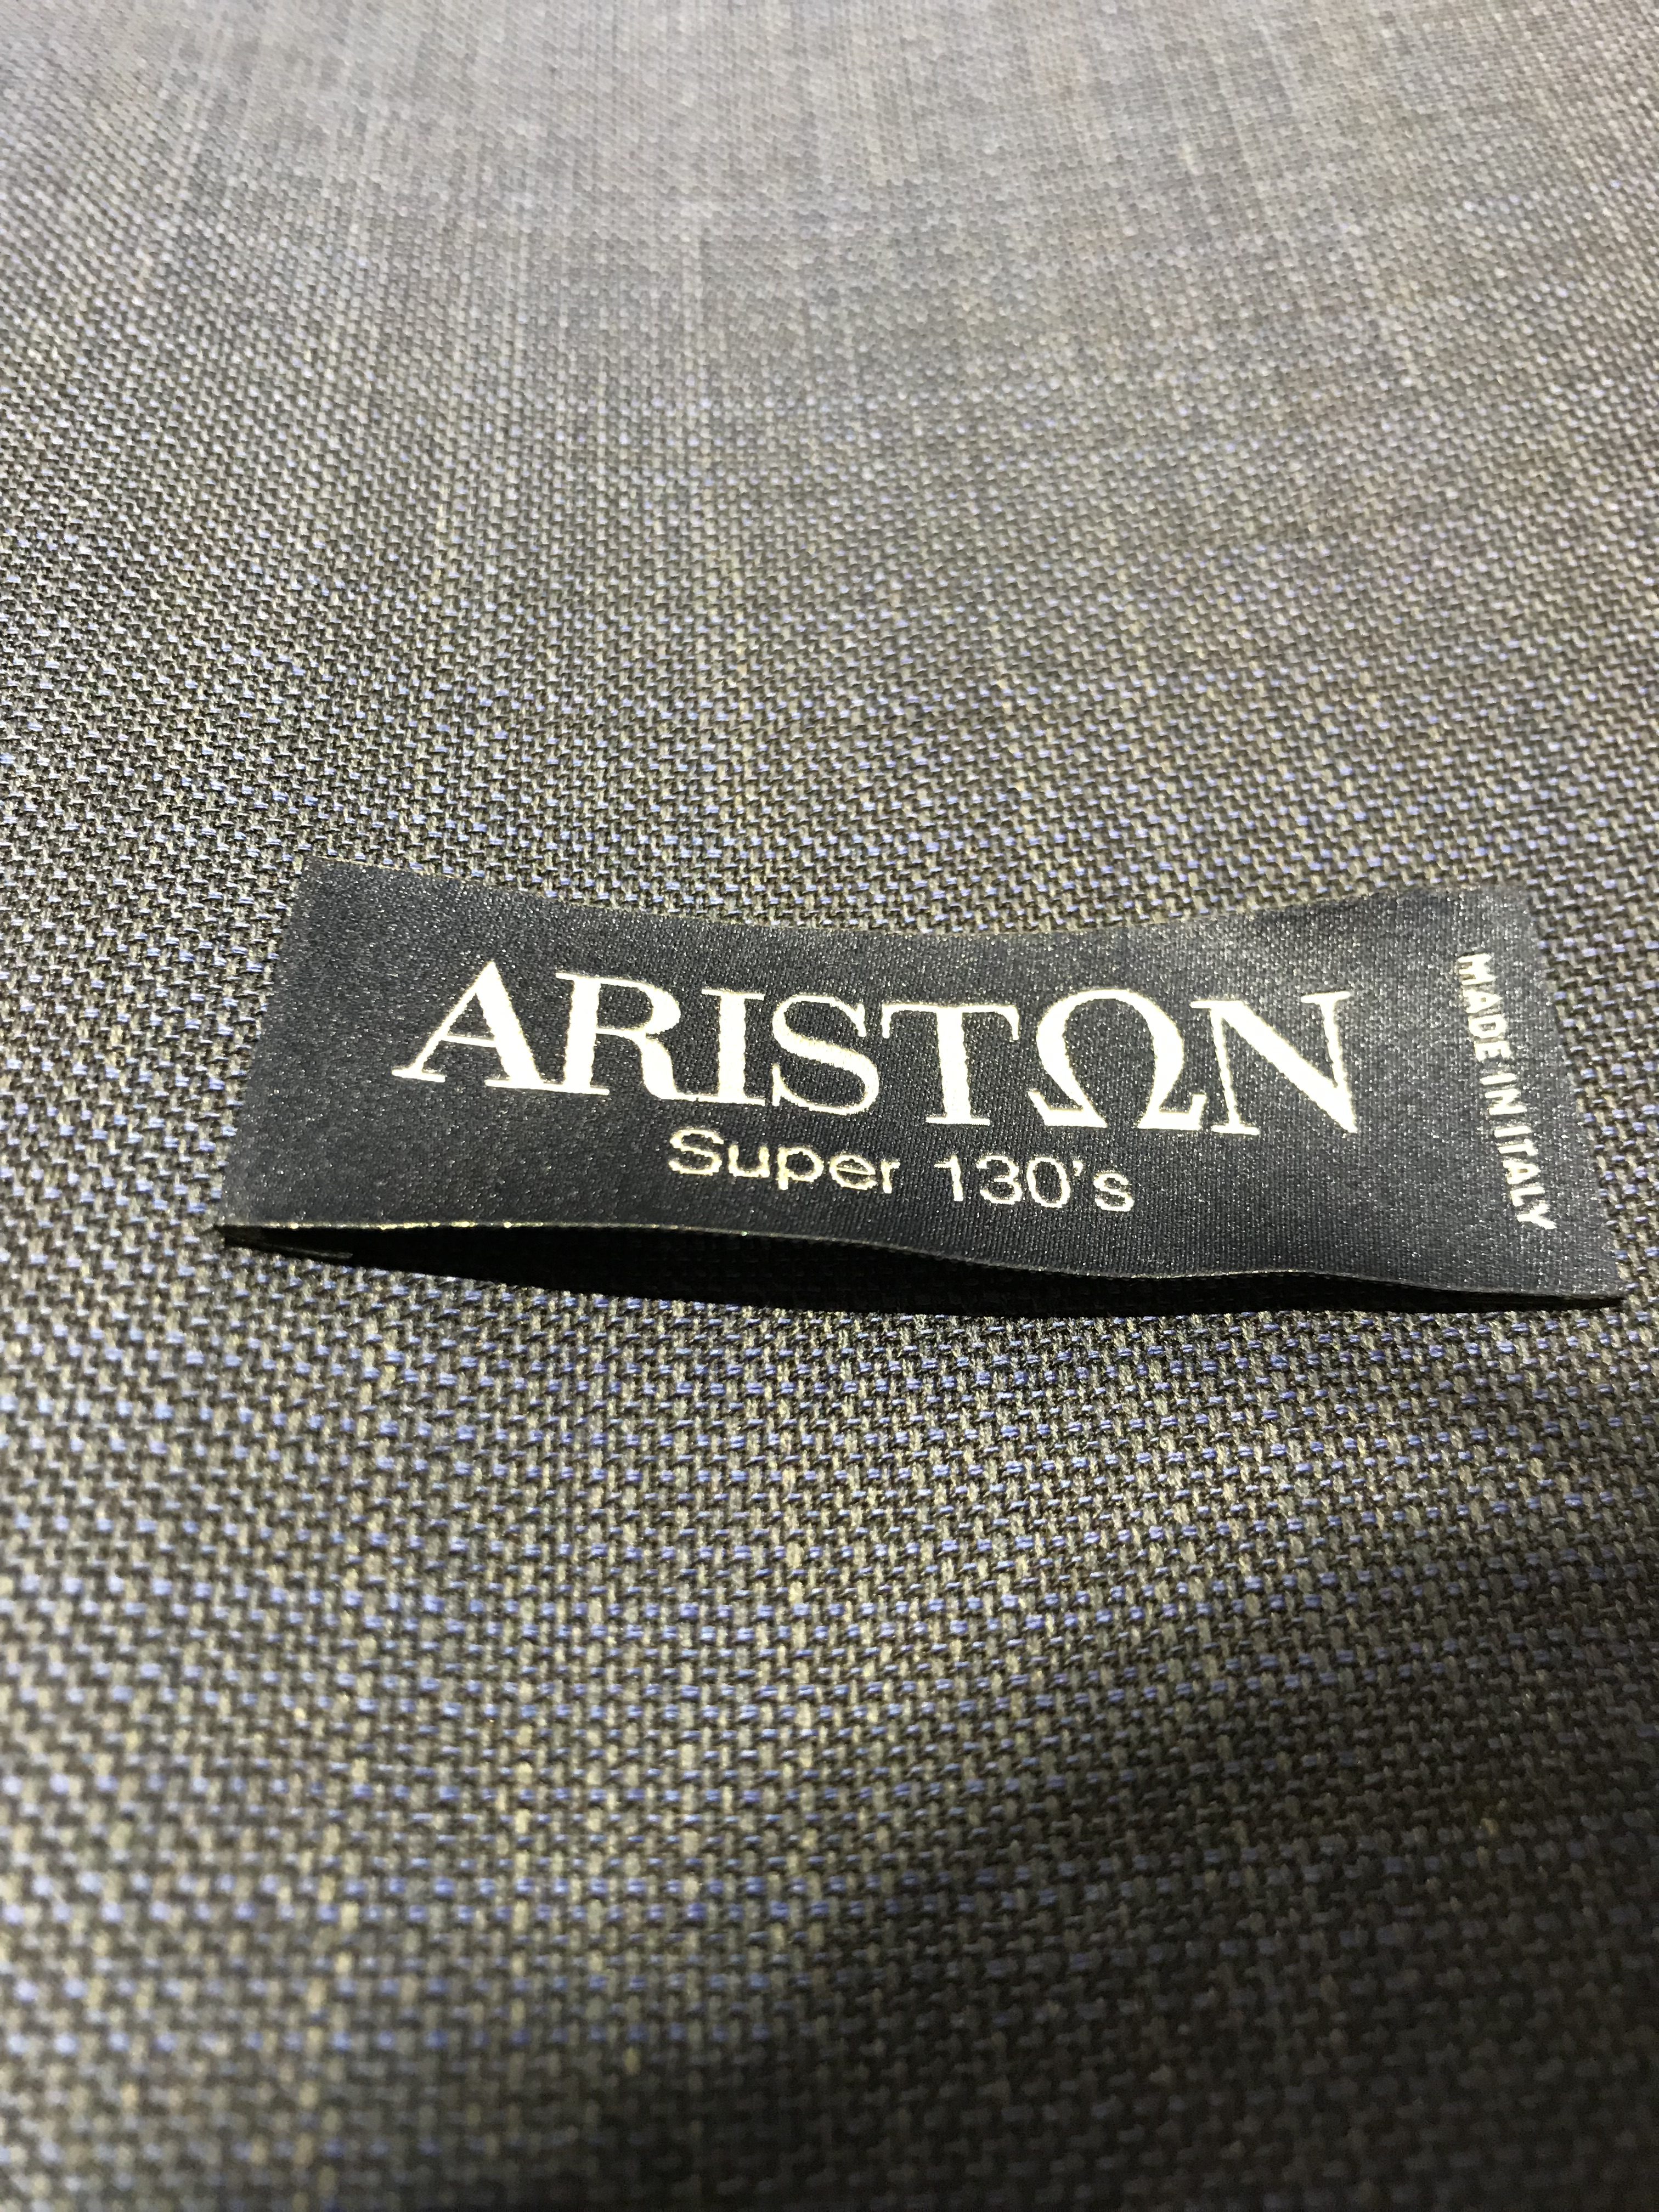 ARISTΩN
Super 130's
MADE IN ITALY